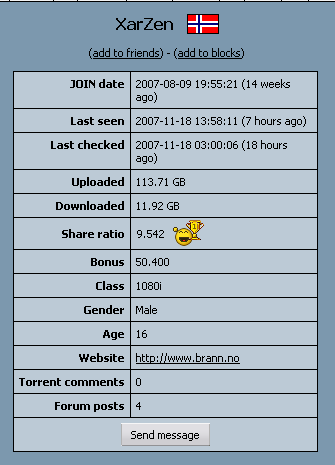 XarZen
(add to friends) - (add to blocks)
JOIN date 2007-08-09 19:55:21 (14 weeks
ago)
Last seen 2007-11-18 13:58:11 (7 hours ago)
Last checked 2007-11-18 03:00:06 (18 hours
ago)
Uploaded 113.71 GB
Downloaded 11.92 GB
Share ratio 9.542
Bonus 50.400
Class 1080i
Gender Male
Age 16
Website http://www.brann.no
Torrent comments 0
Forum posts 4
Send message